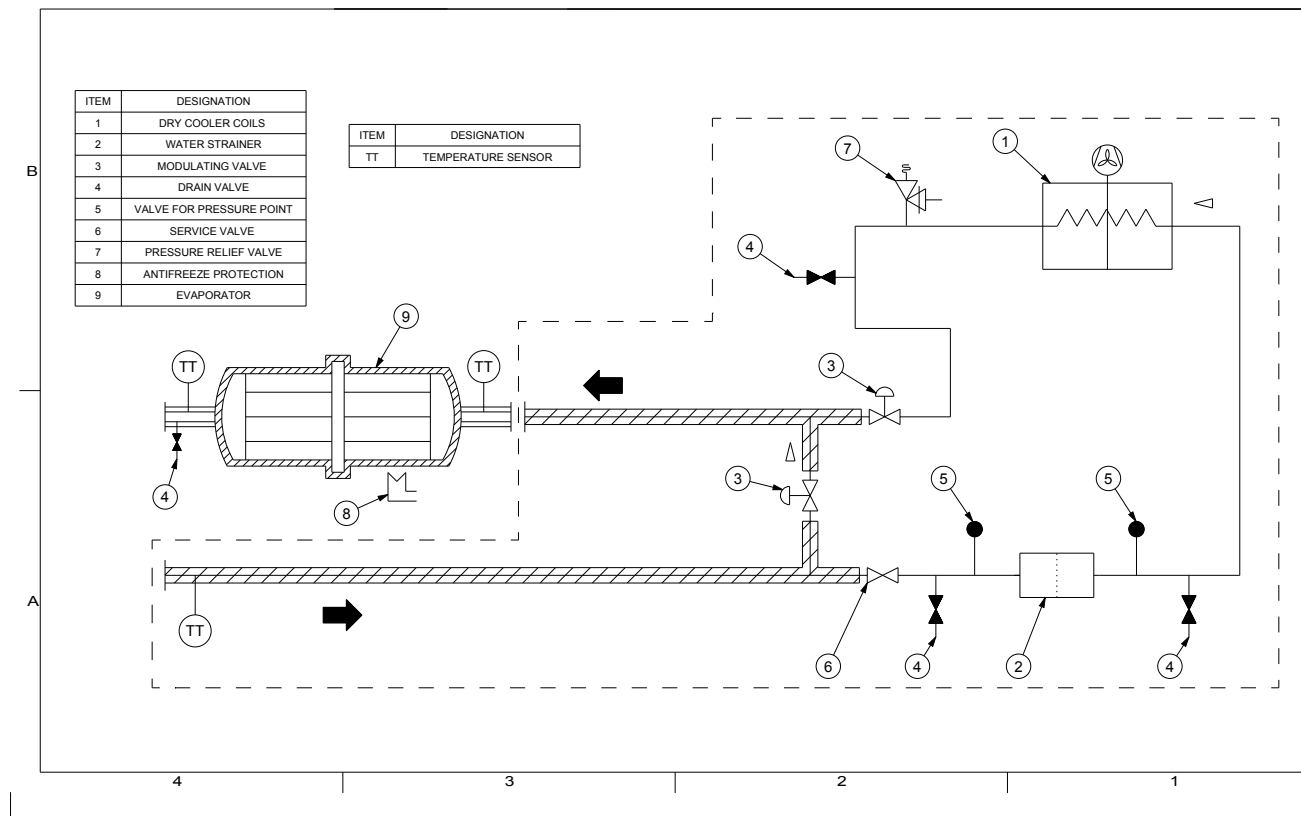 ITEM DESIGNATION
1 DRY COOLER COILS
2 WATER STRAINER
3 MODULATING VALVE
4 DRAIN VALVE
5 VALVE FOR PRESSURE POINT
6 SERVICE VALVE
7 PRESSURE RELIEF VALVE
8 ANTIFREEZE PROTECTION
9 EVAPORATOR
ITEM DESIGNATION
TT TEMPERATURE SENSOR
7
1
B
4
9
TT
TT
3
4
8
3
5
5
A
TT
6
4
2
4
4 3 2 1